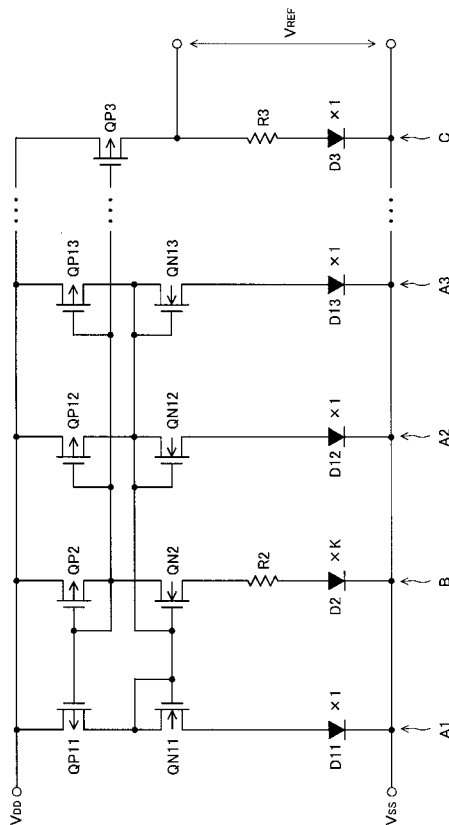 VDD
QP11
QP2
QP12
QP13
QP3
QN11
QN2
QN12
QN13
R2
R3
VREF
D11 ×1
D2 ×K
D12 ×1
D13 ×1
D3 ×1
VSS
A1
B
A2
A3
C